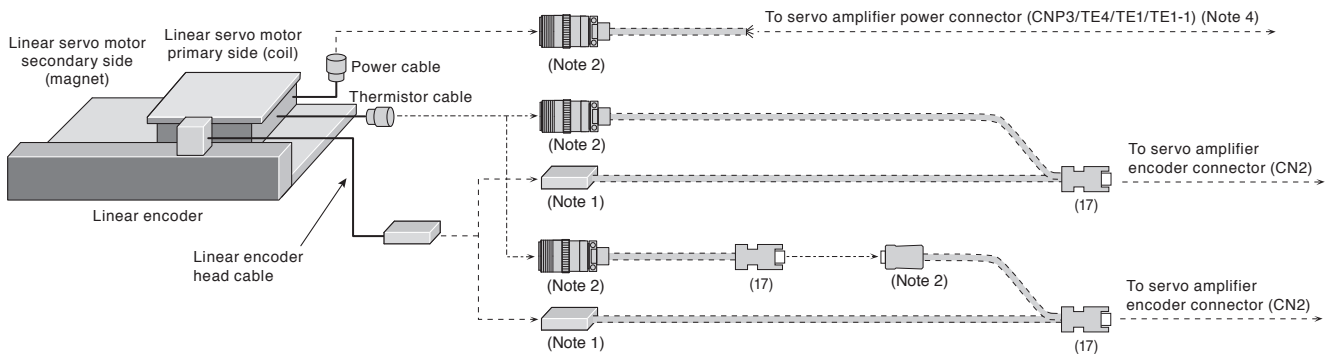 To servo amplifier power connector (CNP3/TE4/TE1/TE1-1) (Note 4)
Linear servo motor
secondary side
(magnet)
Linear servo motor
primary side (coil)
Power cable
(Note 2)
Thermistor cable
(Note 2)
To servo amplifier
encoder connector (CN2)
(Note 1)
(17)
Linear encoder
Linear encoder
head cable
(Note 2)
(17)
(Note 2)
To servo amplifier
encoder connector (CN2)
(Note 1)
(17)